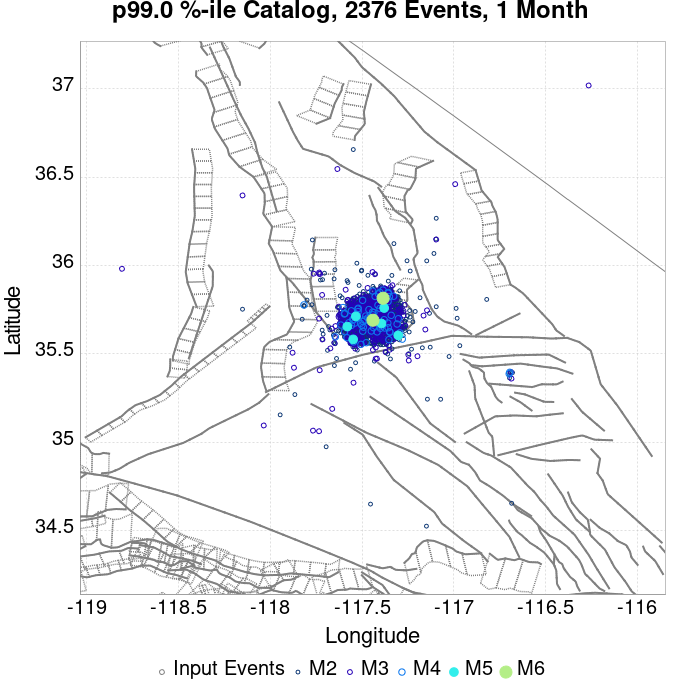 p99.0 %-ile Catalog, 2376 Events, 1 Month
37
36.5
36
35.5
35
34.5
Latitude
-119 -118.5 -118 -117.5 -117 -116.5 -116
Longitude
Input Events M2 M3 M4 M5 M6